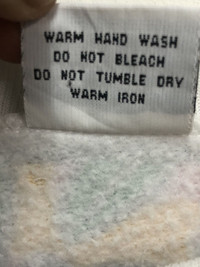 WARM HAND WASH
DO NOT BLEACH
DO NOT TUMBLE DRY
WARM IRON